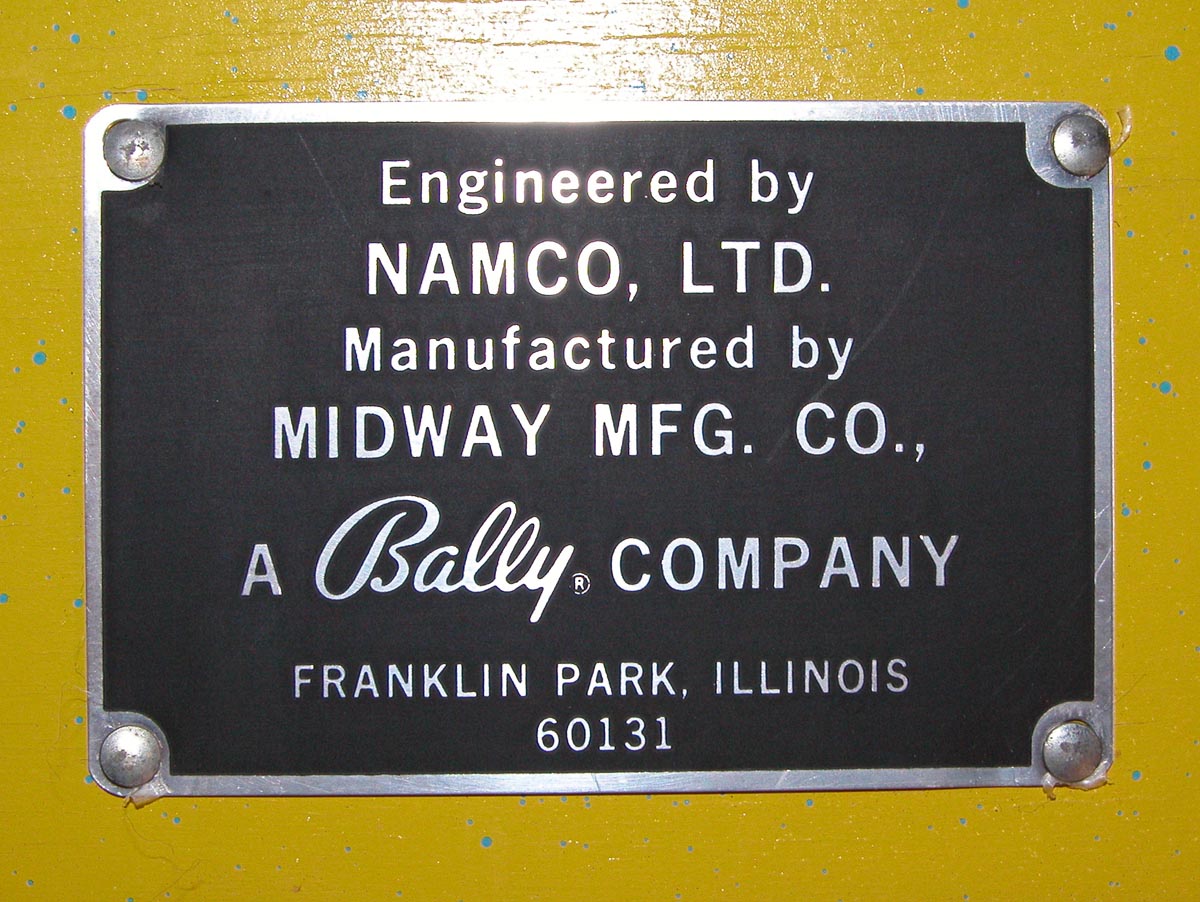 Engineered by
NAMCO, LTD.
Manufactured by
MIDWAY MFG. CO.,
A Bally® COMPANY
FRANKLIN PARK, ILLINOIS
60131